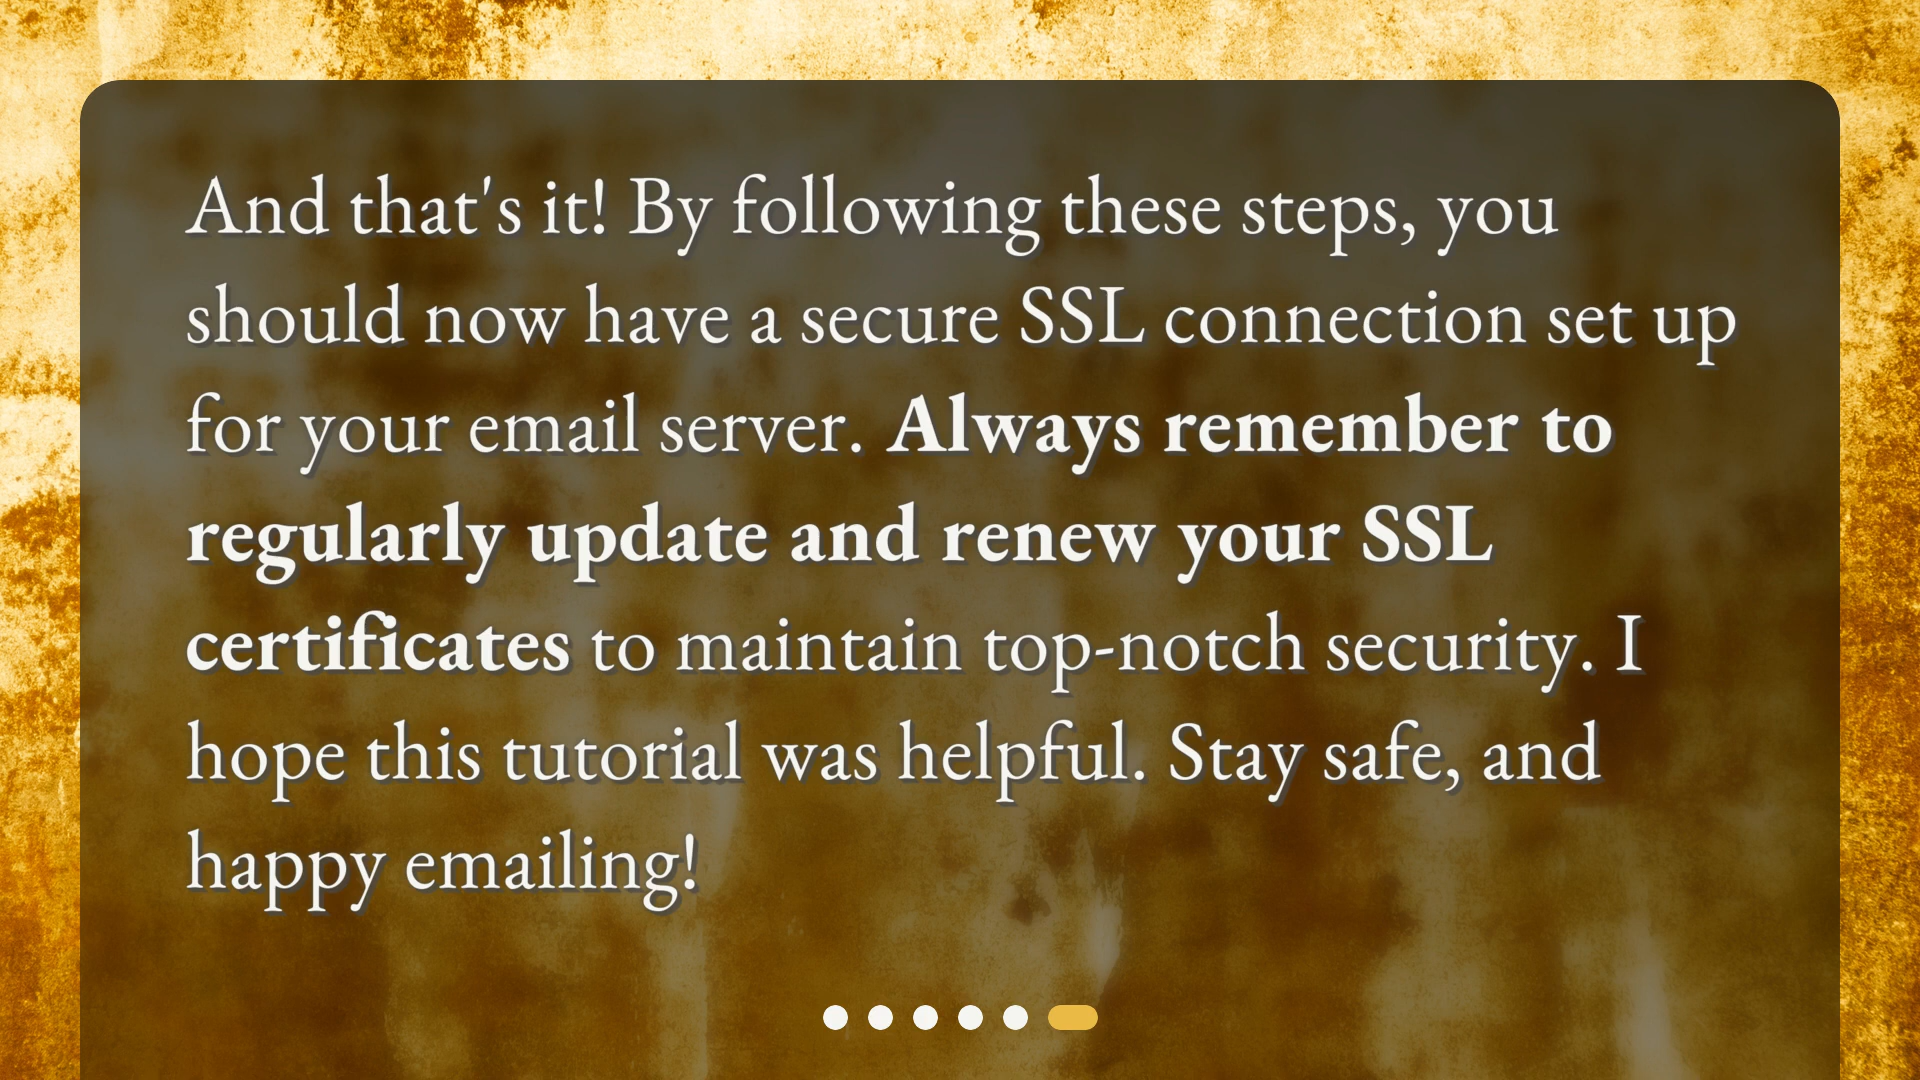 And that's it! By following these steps, you
should now have a secure SSL connection set up
for your email server. Always remember to
regularly update and renew your SSL
certificates to maintain top-notch security. I
hope this tutorial was helpful. Stay safe, and
happy emailing!